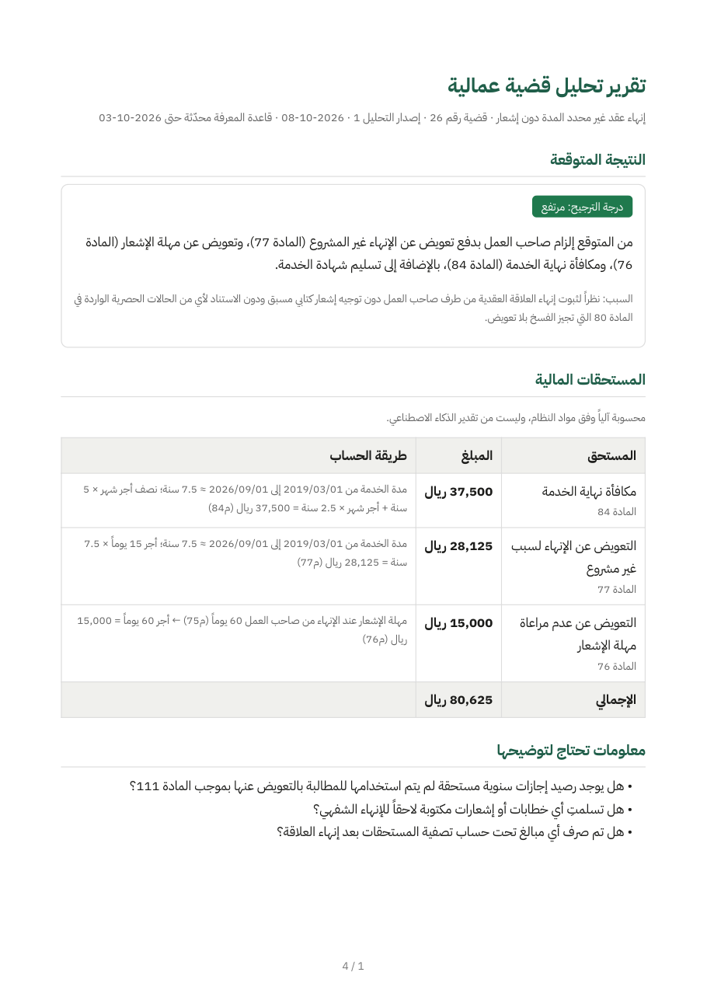 تقرير تحليل قضية عمالية
إنهاء عقد غير محدد المدة دون إشعار · قضية رقم 26 · إصدار التحليل 1 · 2026-10-08 · قاعدة المعرفة محدّثة حتى 2026-10-03
النتيجة المتوقعة
درجة الترجيح: مرتفع
من المتوقع إلزام صاحب العمل بدفع تعويض عن الإنهاء غير المشروع (المادة 77)، وتعويض عن مهلة الإشعار (المادة
76)، ومكافأة نهاية الخدمة (المادة 84)، بالإضافة إلى تسليم شهادة الخدمة.
السبب: نظراً لثبوت إنهاء العلاقة العقدية من طرف صاحب العمل دون توجيه إشعار كتابي مسبق ودون الاستناد لأي من الحالات الحصرية الواردة في
المادة 80 التي تجيز الفسخ بلا تعويض.
المستحقات المالية
محسوبة آلياً وفق مواد النظام، وليست من تقدير الذكاء الاصطناعي.
المستحق المبلغ طريقة الحساب
مكافأة نهاية الخدمة 37,500 ريال مدة الخدمة من 2019/03/01 إلى 2026/09/01 ≈ 7.5 سنة؛ نصف أجر شهر × 5
المادة 84 سنة + أجر شهر × 2.5 سنة = 37,500 ريال (م84)
التعويض عن الإنهاء لسبب 28,125 ريال مدة الخدمة من 2019/03/01 إلى 2026/09/01 ≈ 7.5 سنة؛ أجر 15 يوماً × 7.5
غير مشروع سنة = 28,125 ريال (م77)
المادة 77
التعويض عن عدم مراعاة 15,000 ريال مهلة الإشعار عند الإنهاء من صاحب العمل 60 يوماً (م75) ← أجر 60 يوماً = 15,000
مهلة الإشعار ريال (م76)
المادة 76
الإجمالي 80,625 ريال
معلومات تحتاج لتوضيحها
• هل يوجد رصيد إجازات سنوية مستحقة لم يتم استخدامها للمطالبة بالتعويض عنها بموجب المادة 111؟
• هل تسلمتِ أي خطابات أو إشعارات مكتوبة لاحقاً للإنهاء الشفهي؟
• هل تم صرف أي مبالغ تحت حساب تصفية المستحقات بعد إنهاء العلاقة؟
1 / 4